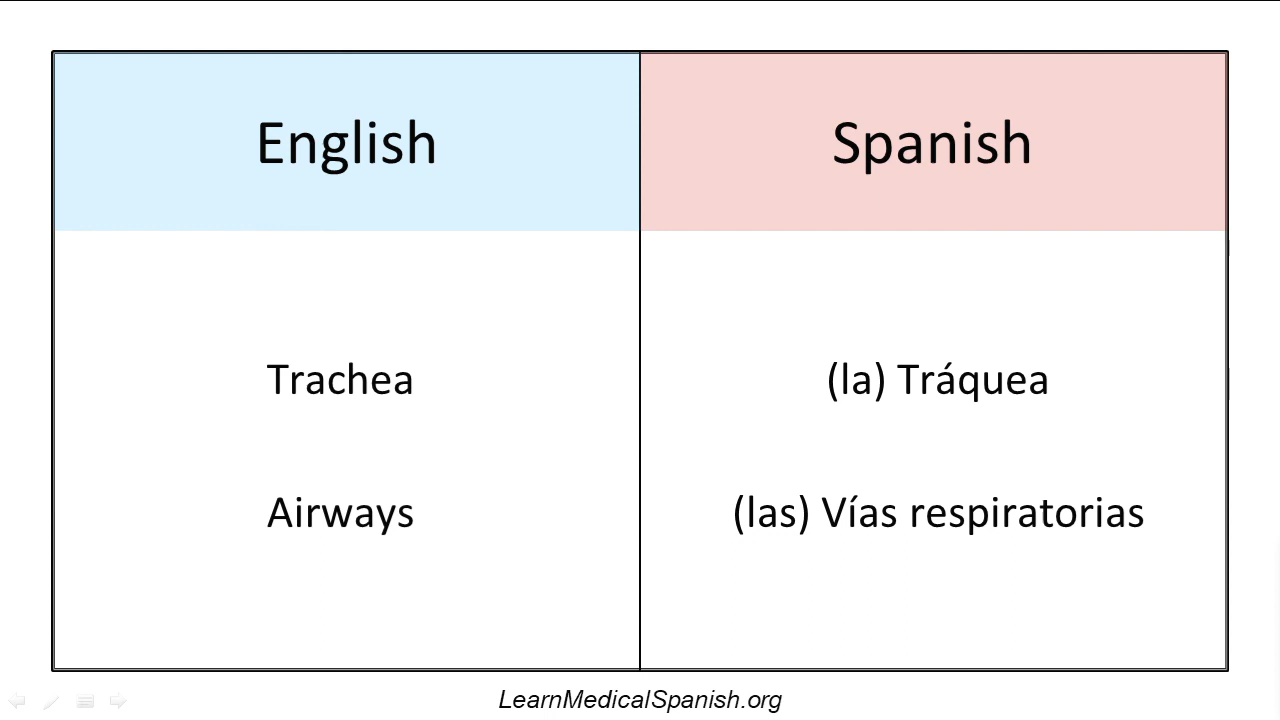 English Spanish
Trachea (la) Tráquea
Airways (las) Vías respiratorias
LearnMedicalSpanish.org